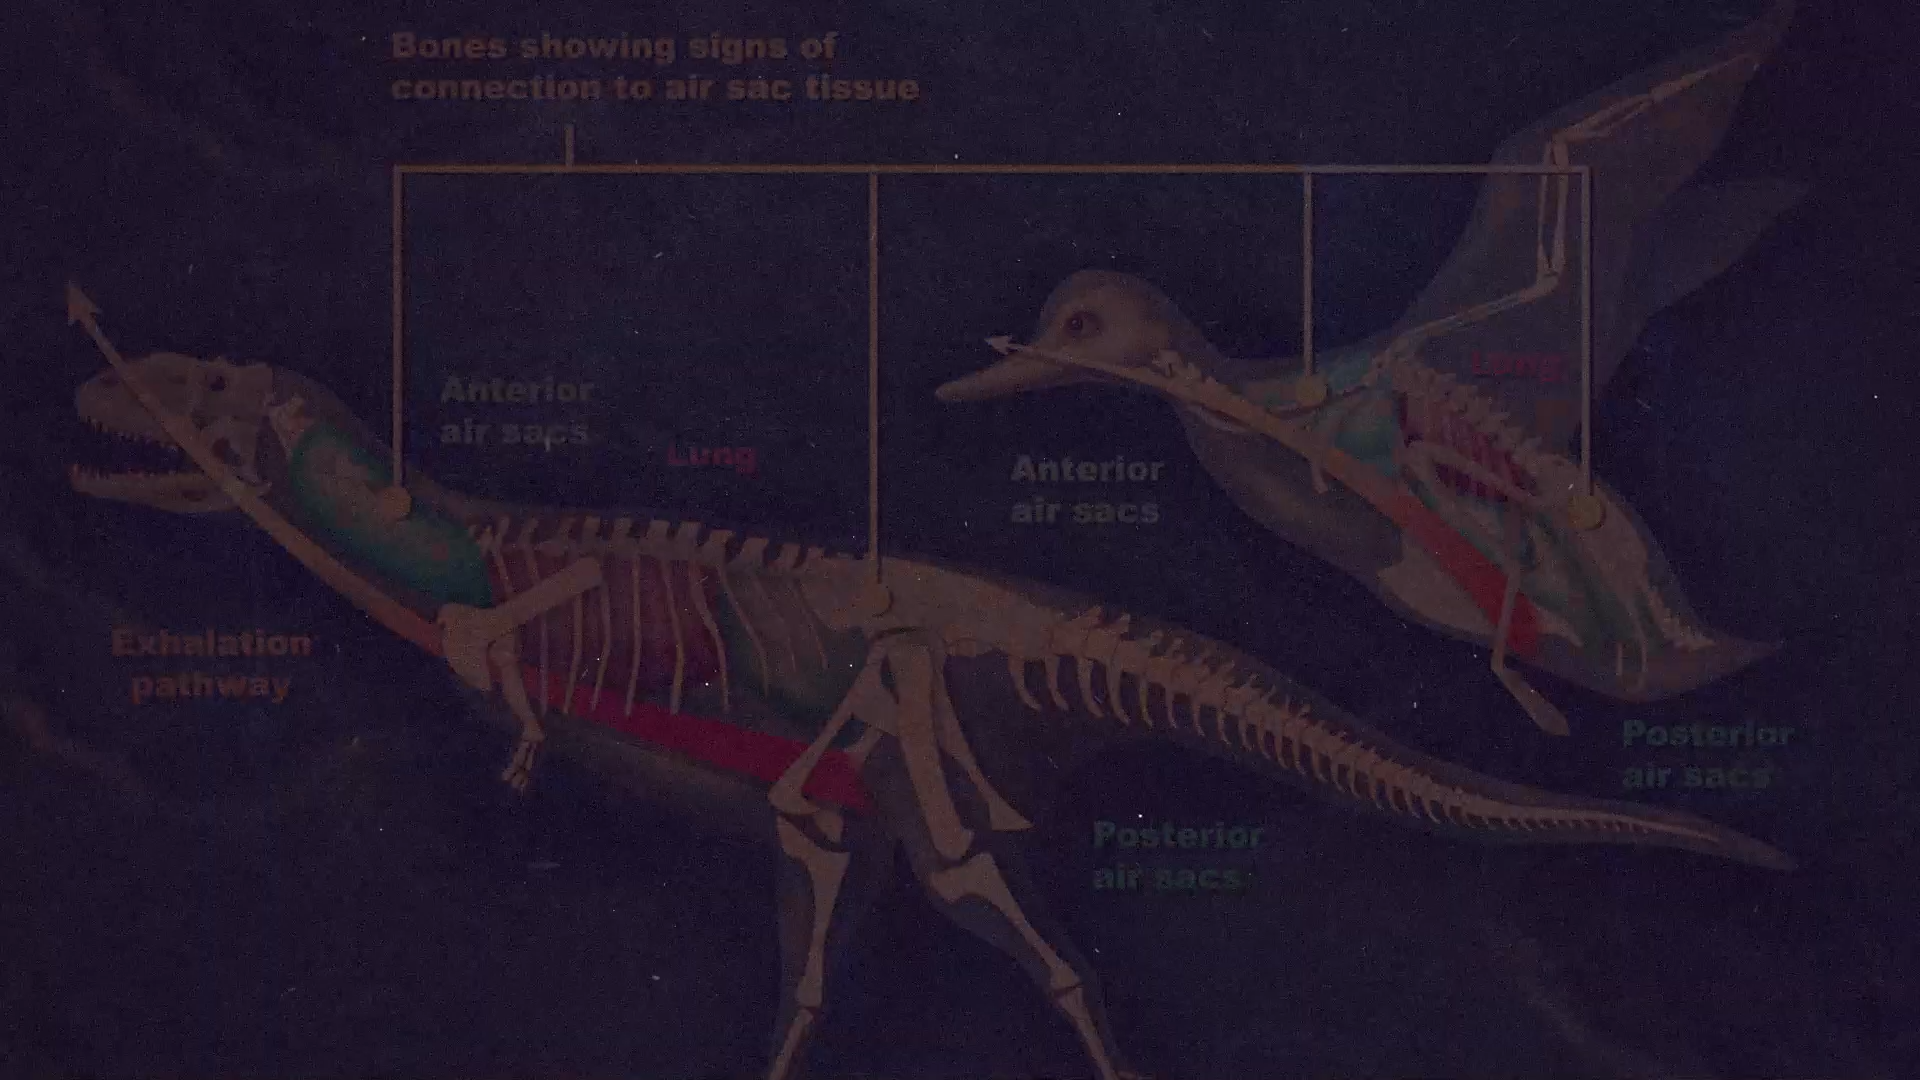 Bones showing signs of
connection to air sac tissue
Anterior
air sacs
Lung
Anterior
air sacs
Lung
Exhalation
pathway
Posterior
air sacs
Posterior
air sacs